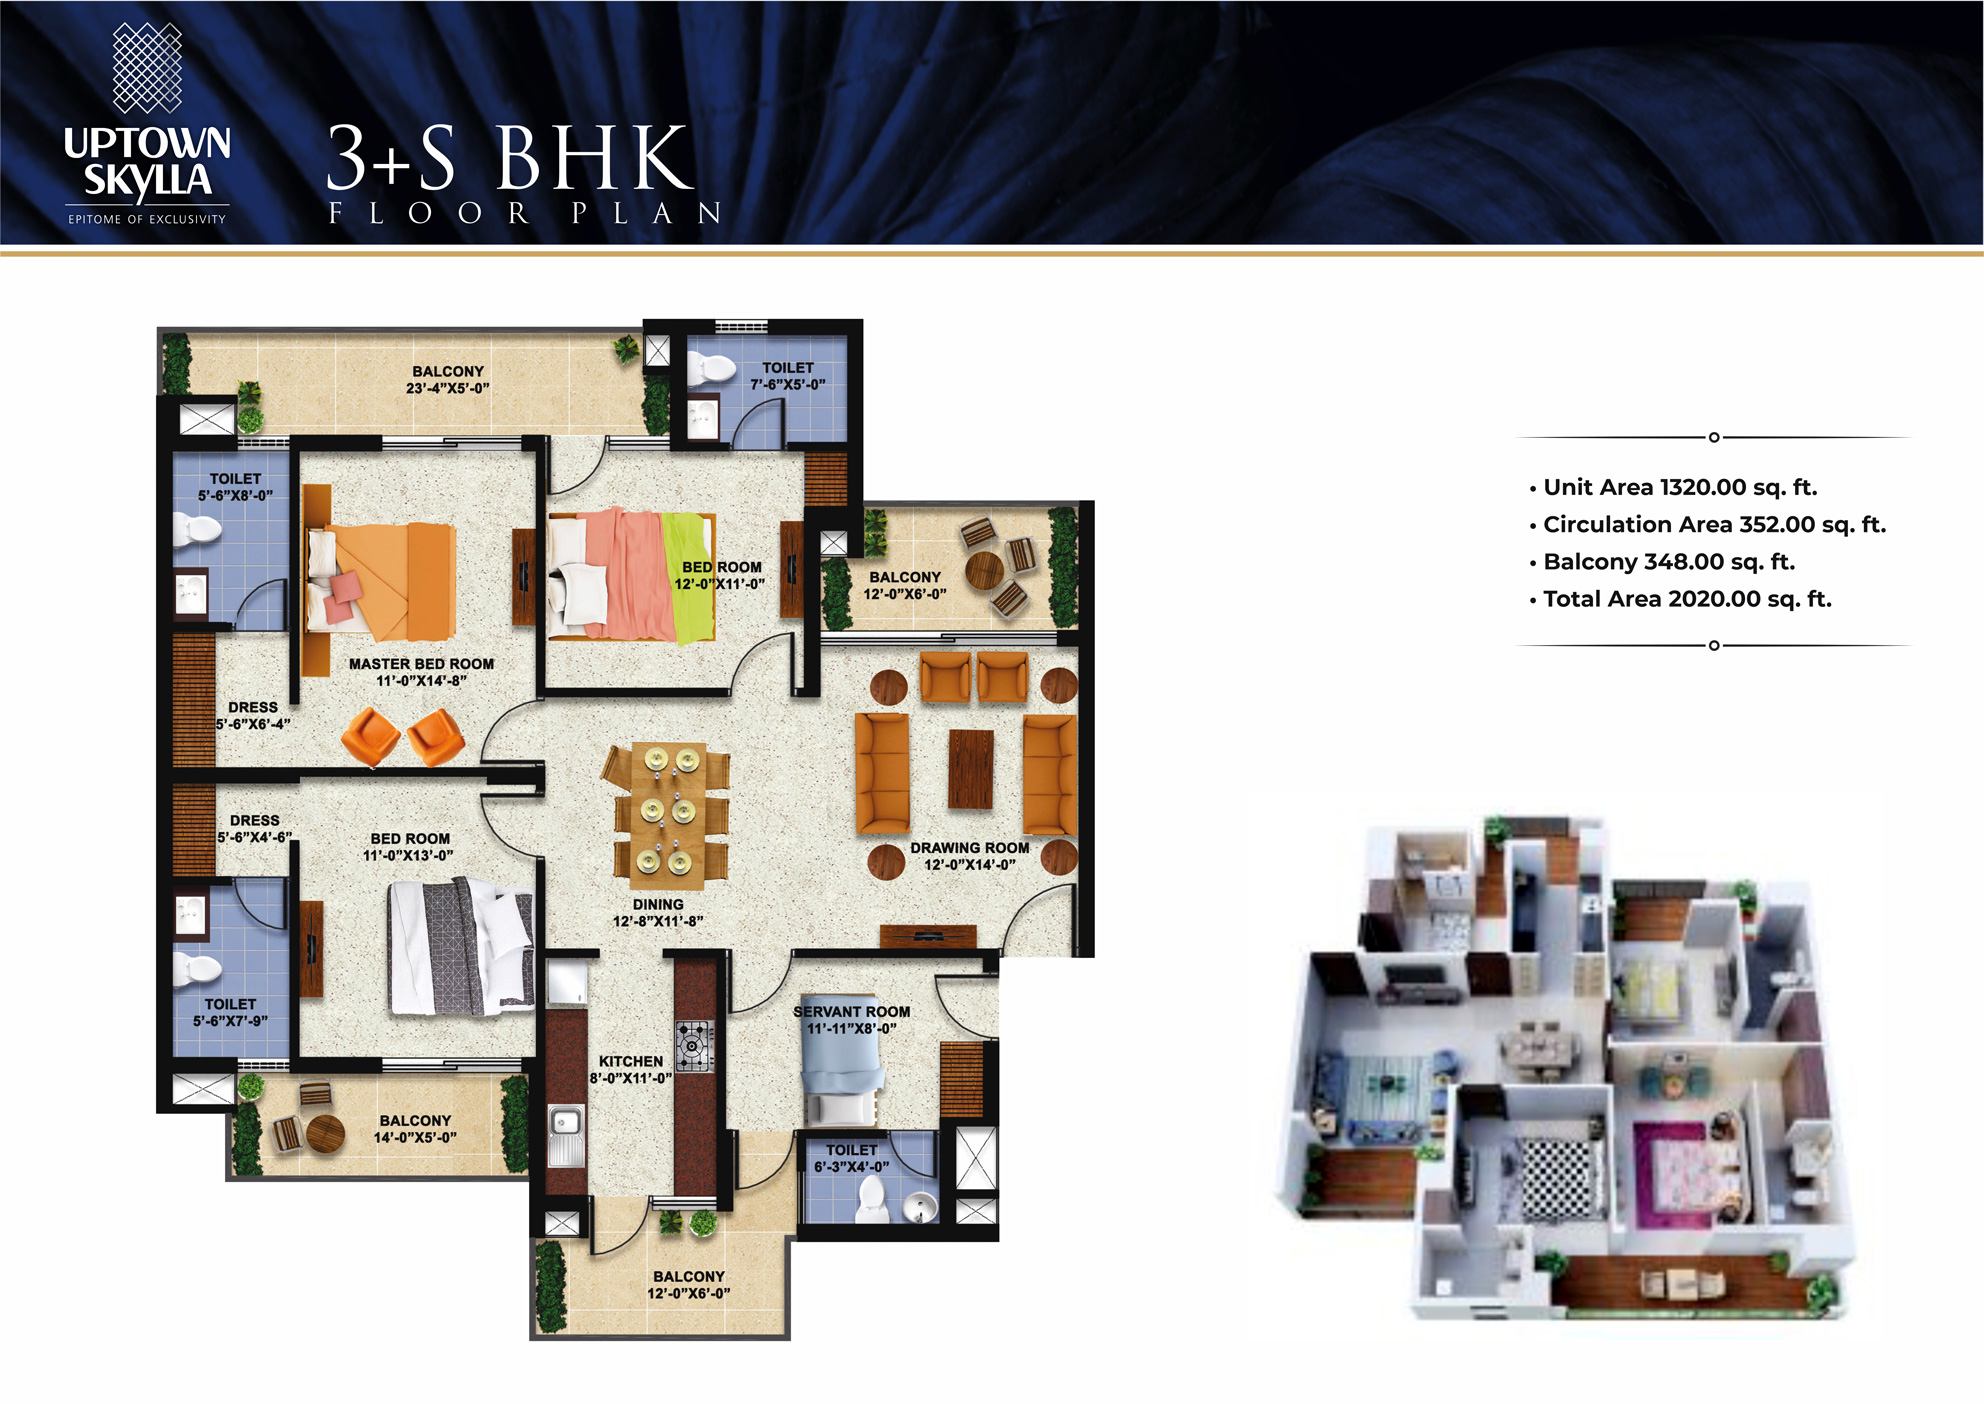 UPTOWN
SKYLLA
EPITOME OF EXCLUSIVITY
3+S BHK
FLOOR PLAN
BALCONY
23'-4"X5'-0"
TOILET
7'-6"X5'-0"
TOILET
5'-6"X8'-0"
BED ROOM
12'-0"X11'-0"
BALCONY
12'-0"X6'-0"
MASTER BED ROOM
11'-0"X14'-8"
DRESS
5'-6"X6'-4"
DRESS
5'-6"X4'-6"
BED ROOM
11'-0"X13'-0"
DRAWING ROOM
12'-0"X14'-0"
DINING
12'-8"X11'-8"
TOILET
5'-6"X7'-9"
SERVANT ROOM
11'-11"X8'-0"
KITCHEN
8'-0"X11'-0"
BALCONY
14'-0"X5'-0"
TOILET
6'-3"X4'-0"
BALCONY
12'-0"X6'-0"
• Unit Area 1320.00 sq. ft.
• Circulation Area 352.00 sq. ft.
• Balcony 348.00 sq. ft.
• Total Area 2020.00 sq. ft.